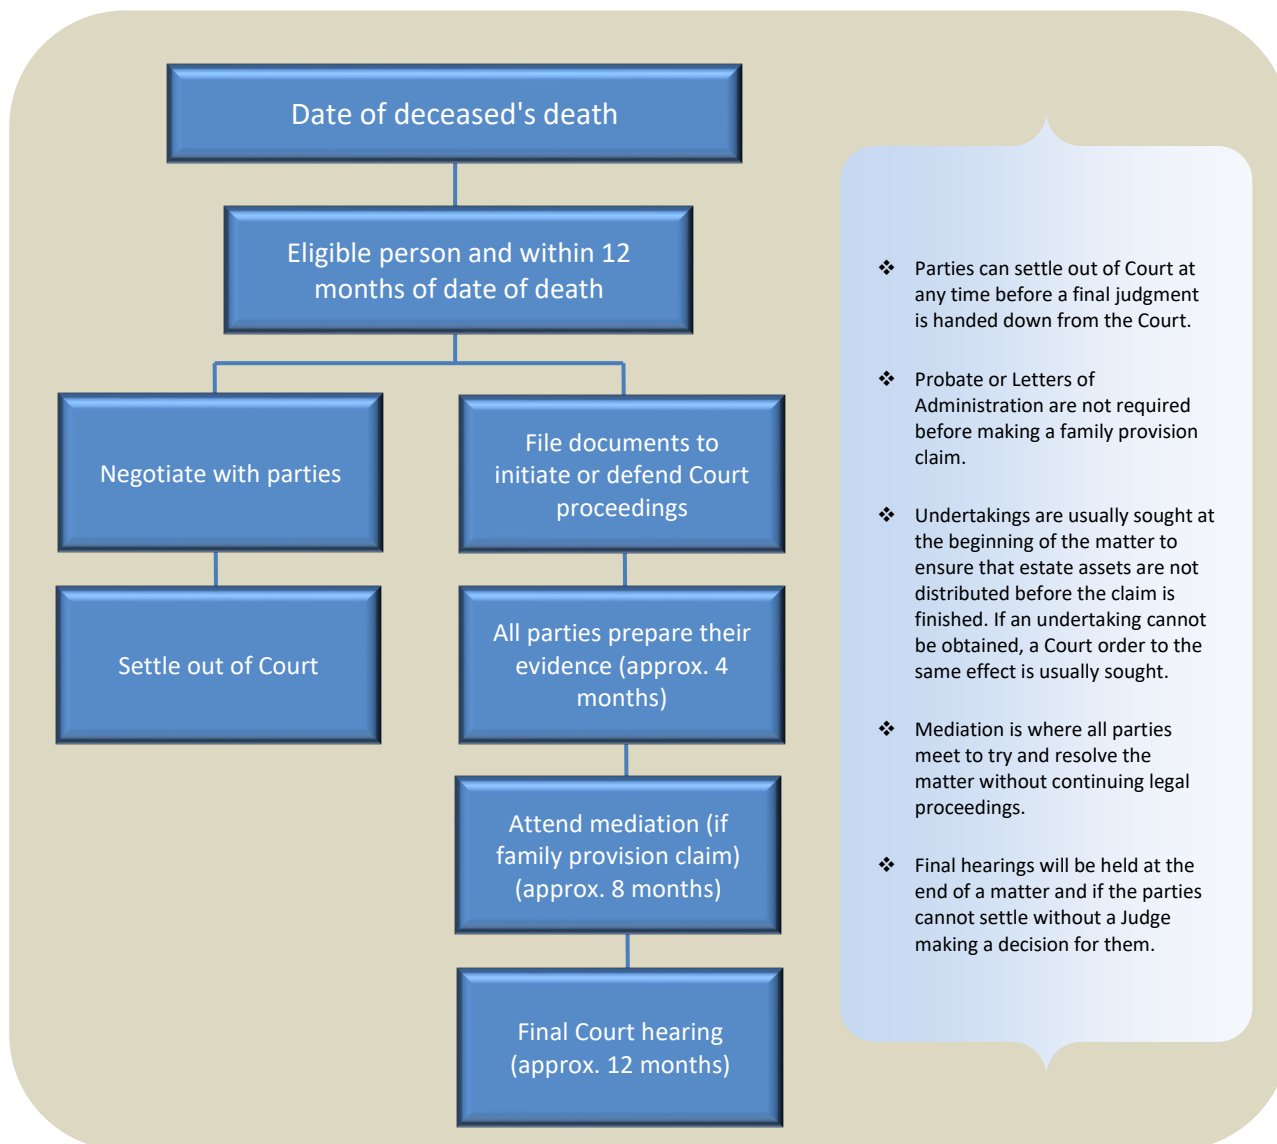 Date of deceased's death
Eligible person and within 12
months of date of death
Negotiate with parties
Settle out of Court
File documents to
initiate or defend Court
proceedings
All parties prepare their
evidence (approx. 4
months)
Attend mediation (if
family provision claim)
(approx. 8 months)
Final Court hearing
(approx. 12 months)
❖ Parties can settle out of Court at
any time before a final judgment
is handed down from the Court.
❖ Probate or Letters of
Administration are not required
before making a family provision
claim.
❖ Undertakings are usually sought at
the beginning of the matter to
ensure that estate assets are not
distributed before the claim is
finished. If an undertaking cannot
be obtained, a Court order to the
same effect is usually sought.
❖ Mediation is where all parties
meet to try and resolve the
matter without continuing legal
proceedings.
❖ Final hearings will be held at the
end of a matter and if the parties
cannot settle without a Judge
making a decision for them.